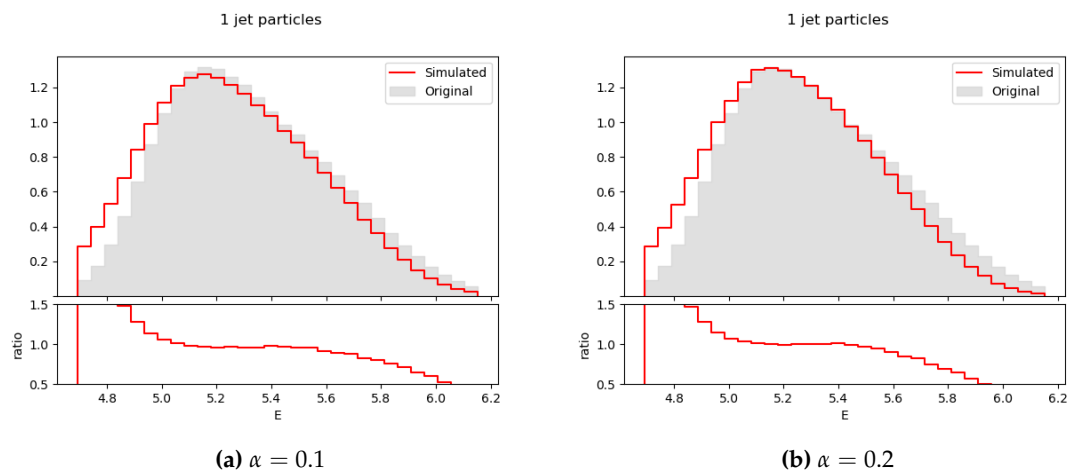 1 jet particles
Simulated
Original
1.2
1.0
0.8
0.6
0.4
0.2
1.5
1.0
0.5
ratio
4.8 5.0 5.2 5.4 5.6 5.8 6.0 6.2
E
(a) α = 0.1
1 jet particles
Simulated
Original
1.2
1.0
0.8
0.6
0.4
0.2
1.5
1.0
0.5
ratio
4.8 5.0 5.2 5.4 5.6 5.8 6.0 6.2
E
(b) α = 0.2